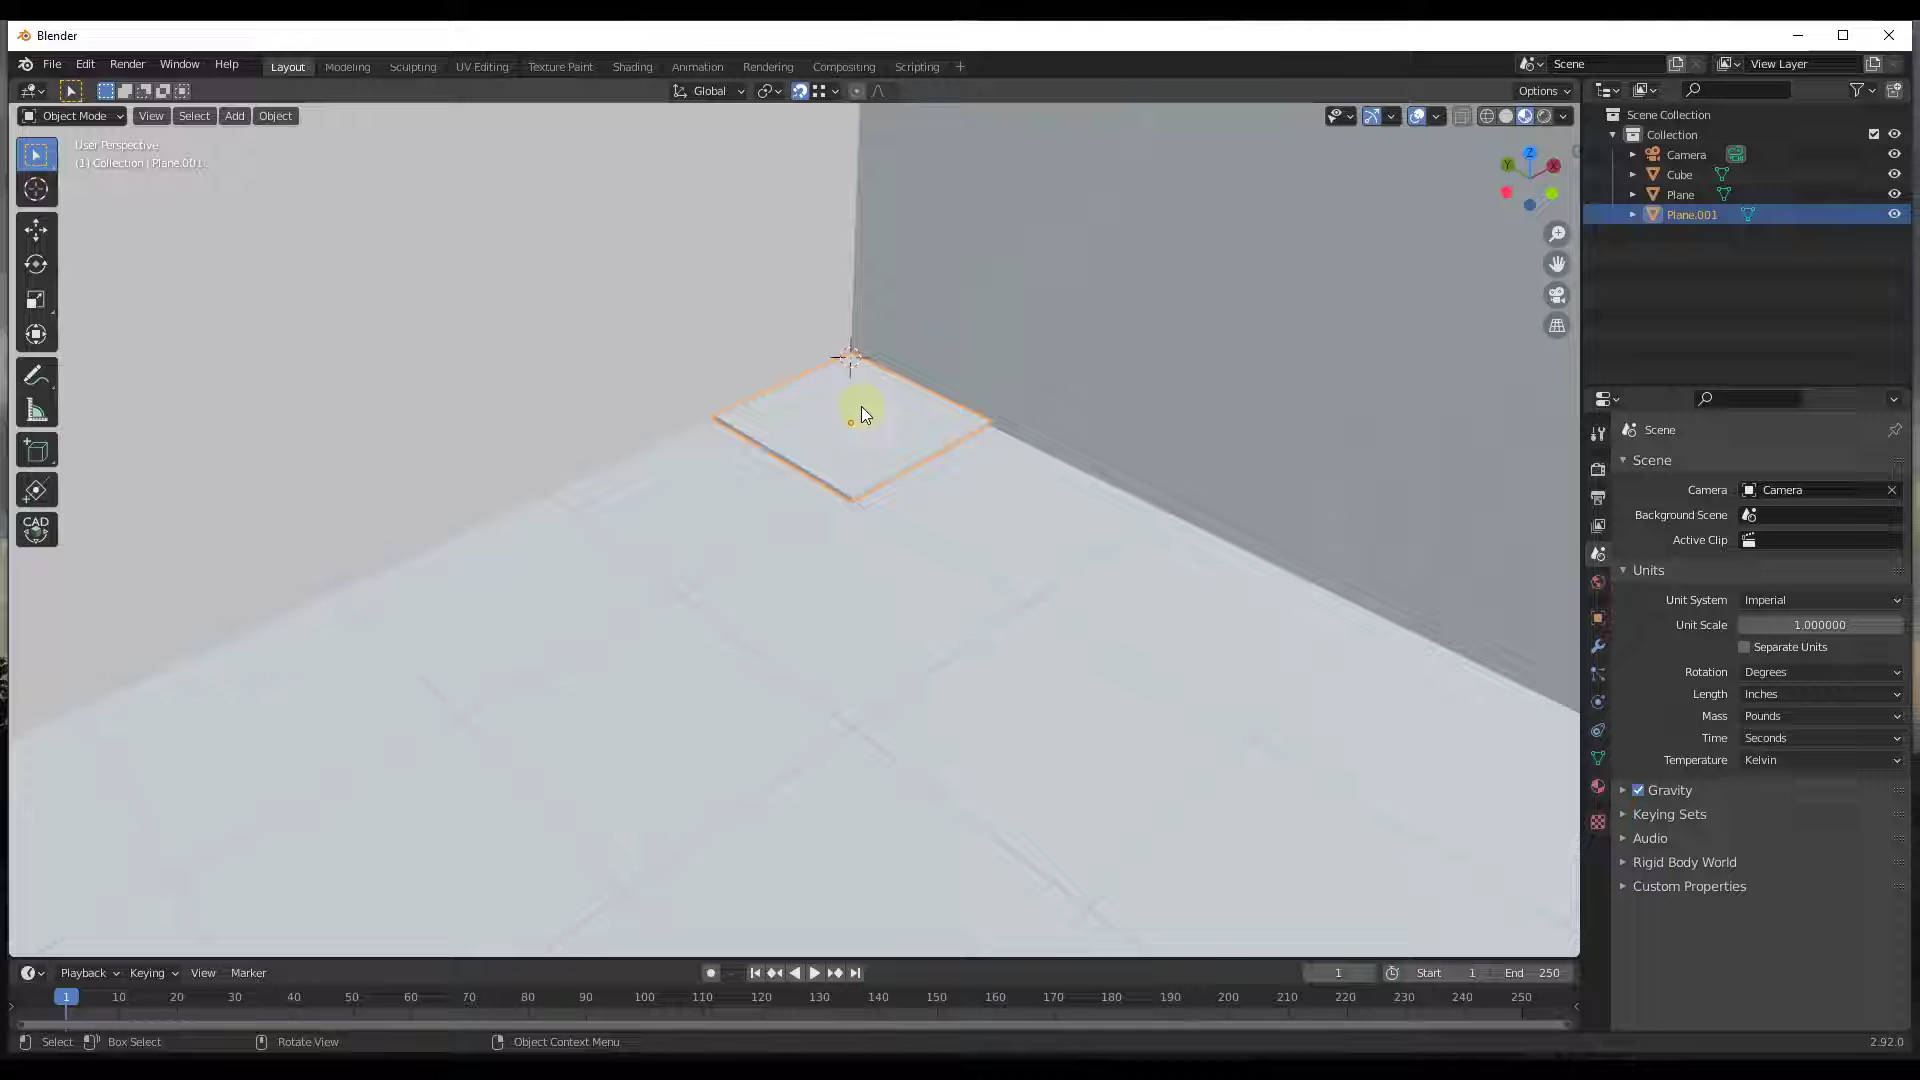 Blender
File Edit Render Window Help Layout Modeling Sculpting UV Editing Texture Paint Shading Animation Rendering Compositing Scripting + Scene View Layer
Global Options
Object Mode View Select Add Object
User Perspective
(1) Collection | Plane.001
Z
Y X
CAD
Scene Collection
Collection
Camera
Cube
Plane
Plane.001
Scene
Scene
Camera Camera
Background Scene
Active Clip
Units
Unit System Imperial
Unit Scale 1.000000
Separate Units
Rotation Degrees
Length Inches
Mass Pounds
Time Seconds
Temperature Kelvin
Gravity
Keying Sets
Audio
Rigid Body World
Custom Properties
Playback Keying View Marker 1 Start 1 End 250
1 10 20 30 40 50 60 70 80 90 100 110 120 130 140 150 160 170 180 190 200 210 220 230 240 250
Select Box Select Rotate View Object Context Menu 2.92.0